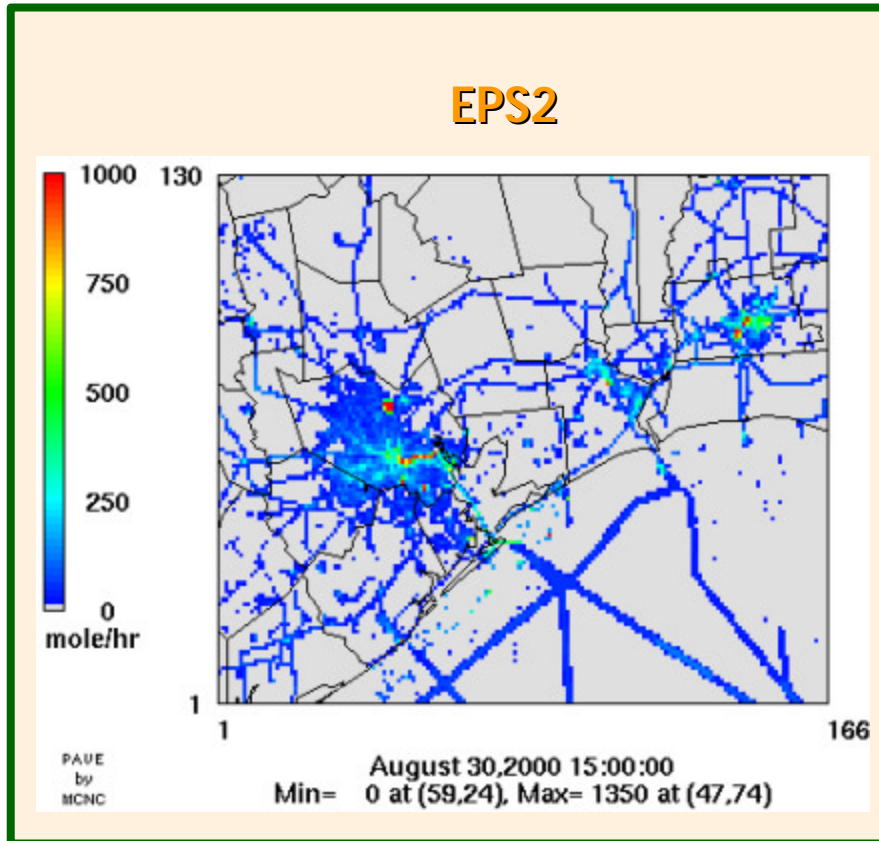 EPS2
1000
750
500
250
0
mole/hr
130
1
1
166
PAVE
by
MCNC
August 30,2000 15:00:00
Min= 0 at (59,24), Max= 1350 at (47,74)